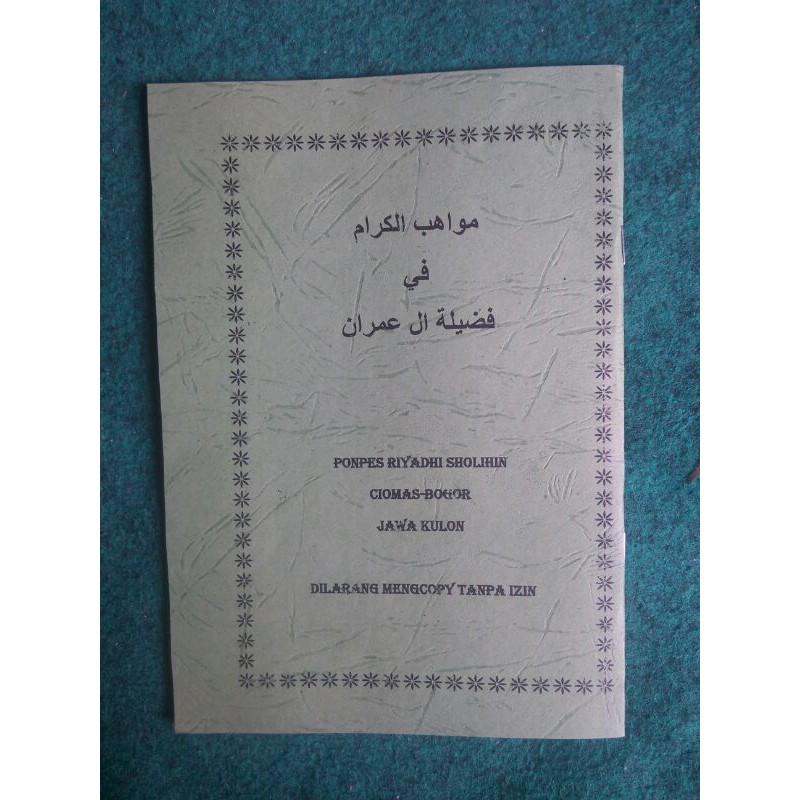 مواهب الكرام
في
فضيلة ال عمران
PONPES RIYADHI SHOLIHIN
CIOMAS-BOGOR
JAWA KULON
DILARANG MENGCOPY TANPA IZIN